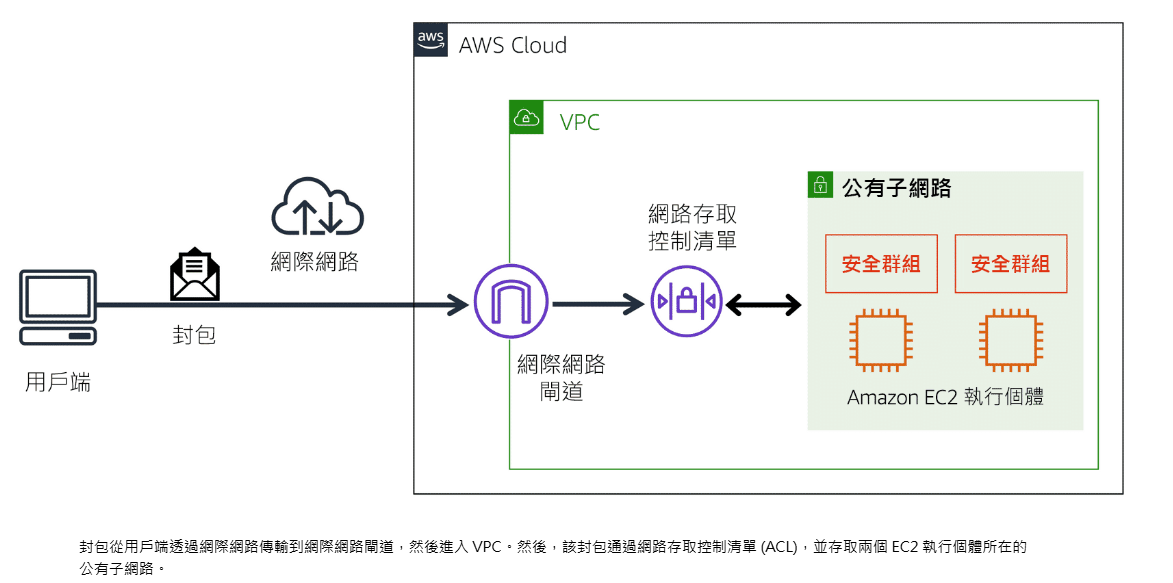 aws
AWS Cloud
VPC
公有子網路
網路存取
控制清單
安全群組
安全群組
網際網路
封包
用戶端
網際網路
閘道
Amazon EC2 執行個體
封包從用戶端透過網際網路傳輸到網際網路閘道，然後進入 VPC。然後，該封包通過網路存取控制清單 (ACL)，並存取兩個 EC2 執行個體所在的
公有子網路。